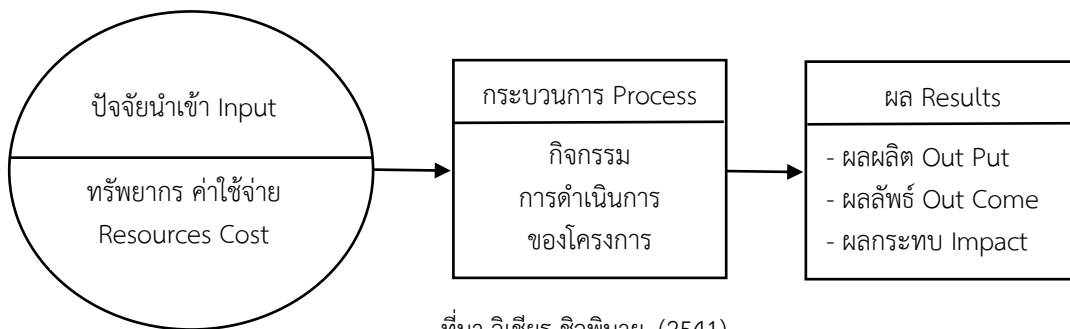 ปัจจัยนำเข้า Input
ทรัพยากร ค่าใช้จ่าย
Resources Cost
กระบวนการ Process
กิจกรรม
การดำเนินการ
ของโครงการ
ผล Results
- ผลผลิต Out Put
- ผลลัพธ์ Out Come
- ผลกระทบ Impact
ที่มา (2541)